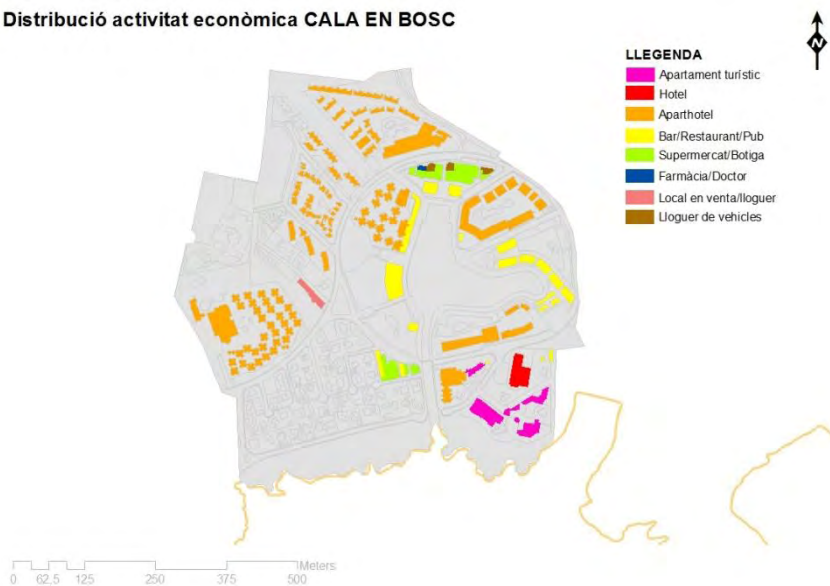 Distribució activitat econòmica CALA EN BOSC
N
LLEGENDA
Apartament turístic
Hotel
Aparthotel
Bar/Restaurant/Pub
Supermercat/Botiga
Farmàcia/Doctor
Local en venta/lloguer
Lloguer de vehicles
Meters
0 62,5 125 250 375 500